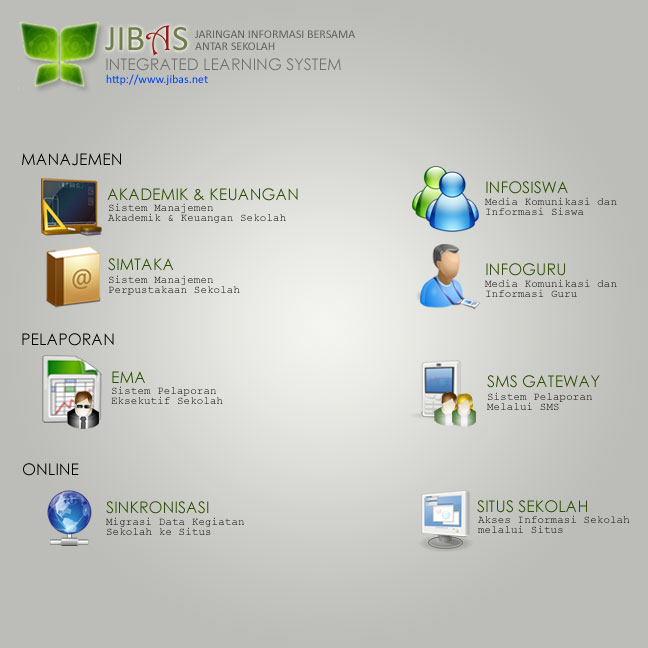 JIBAS JARINGAN INFORMASI BERSAMA
ANTAR SEKOLAH
INTEGRATED LEARNING SYSTEM
http://www.jibas.net
MANAJEMEN
AKADEMIK & KEUANGAN
Sistem Manajemen
Akademik & Keuangan Sekolah
INFOSISWA
Media Komunikasi dan
Informasi Siswa
SIMTAKA
Sistem Manajemen
Perpustakaan Sekolah
INFOGURU
Media Komunikasi dan
Informasi Guru
PELAPORAN
EMA
Sistem Pelaporan
Eksekutif Sekolah
SMS GATEWAY
Sistem Pelaporan
Melalui SMS
ONLINE
SINKRONISASI
Migrasi Data Kegiatan
Sekolah ke Situs
SITUS SEKOLAH
Akses Informasi Sekolah
melalui Situs